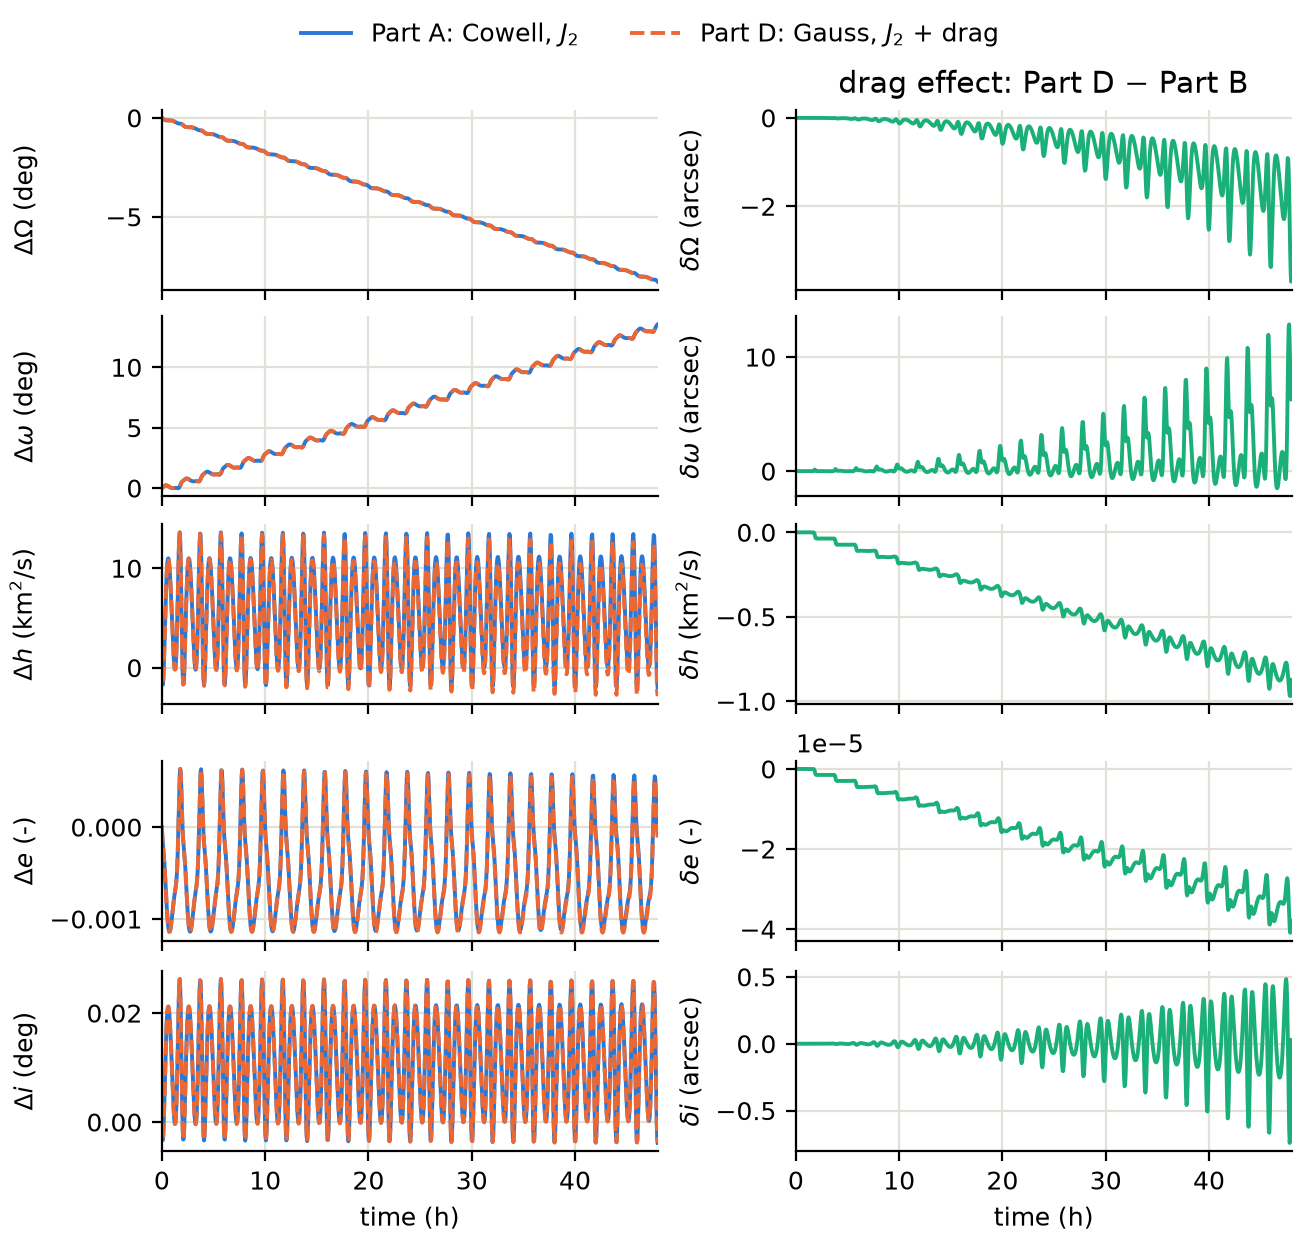 Part A: Cowell, J₂
Part D: Gauss, J₂ + drag
drag effect: Part D − Part B
0
−5
ΔΩ (deg)
0
−2
δΩ (arcsec)
10
5
0
Δω (deg)
10
0
δω (arcsec)
10
0
Δh (km²/s)
0.0
−0.5
−1.0
δh (km²/s)
0.000
−0.001
Δe (-)
1e−5
0
−2
−4
δe (-)
0.02
0.00
Δi (deg)
0 10 20 30 40
time (h)
0.5
0.0
−0.5
δi (arcsec)
0 10 20 30 40
time (h)